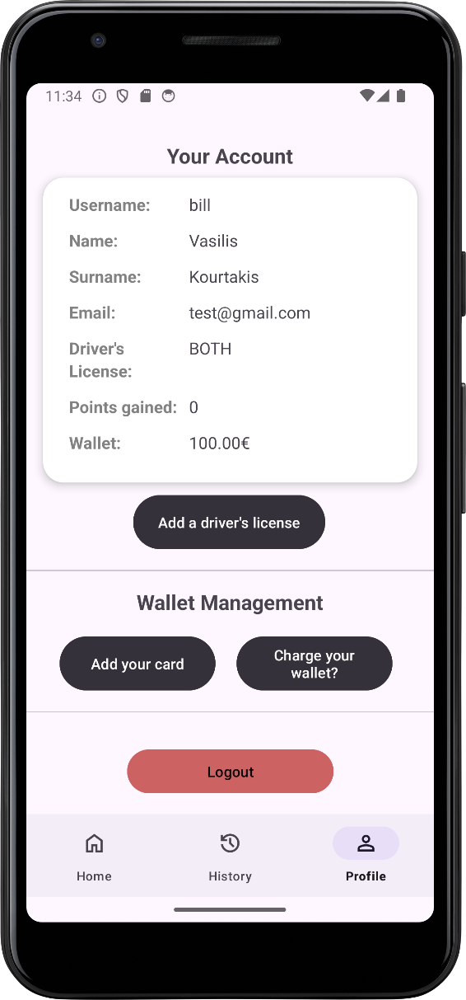 11:34
Your Account
Username: bill
Name: Vasilis
Surname: Kourtakis
Email: test@gmail.com
Driver's BOTH
License:
Points gained: 0
Wallet: 100.00€
Add a driver's license
Wallet Management
Add your card
Charge your
wallet?
Logout
Home History Profile